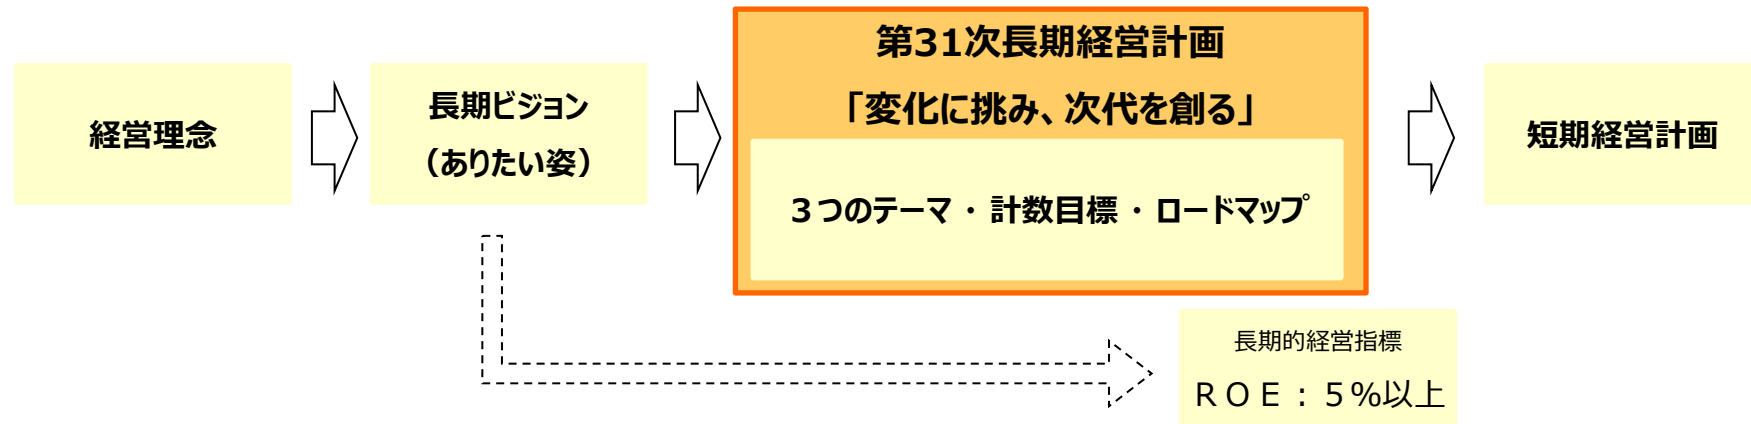 経営理念
長期ビジョン
（ありたい姿）
第31次長期経営計画
「変化に挑み、次代を創る」
３つのテーマ ・ 計数目標 ・ ロードマップ
短期経営計画
長期的経営指標
ＲＯＥ：５％以上